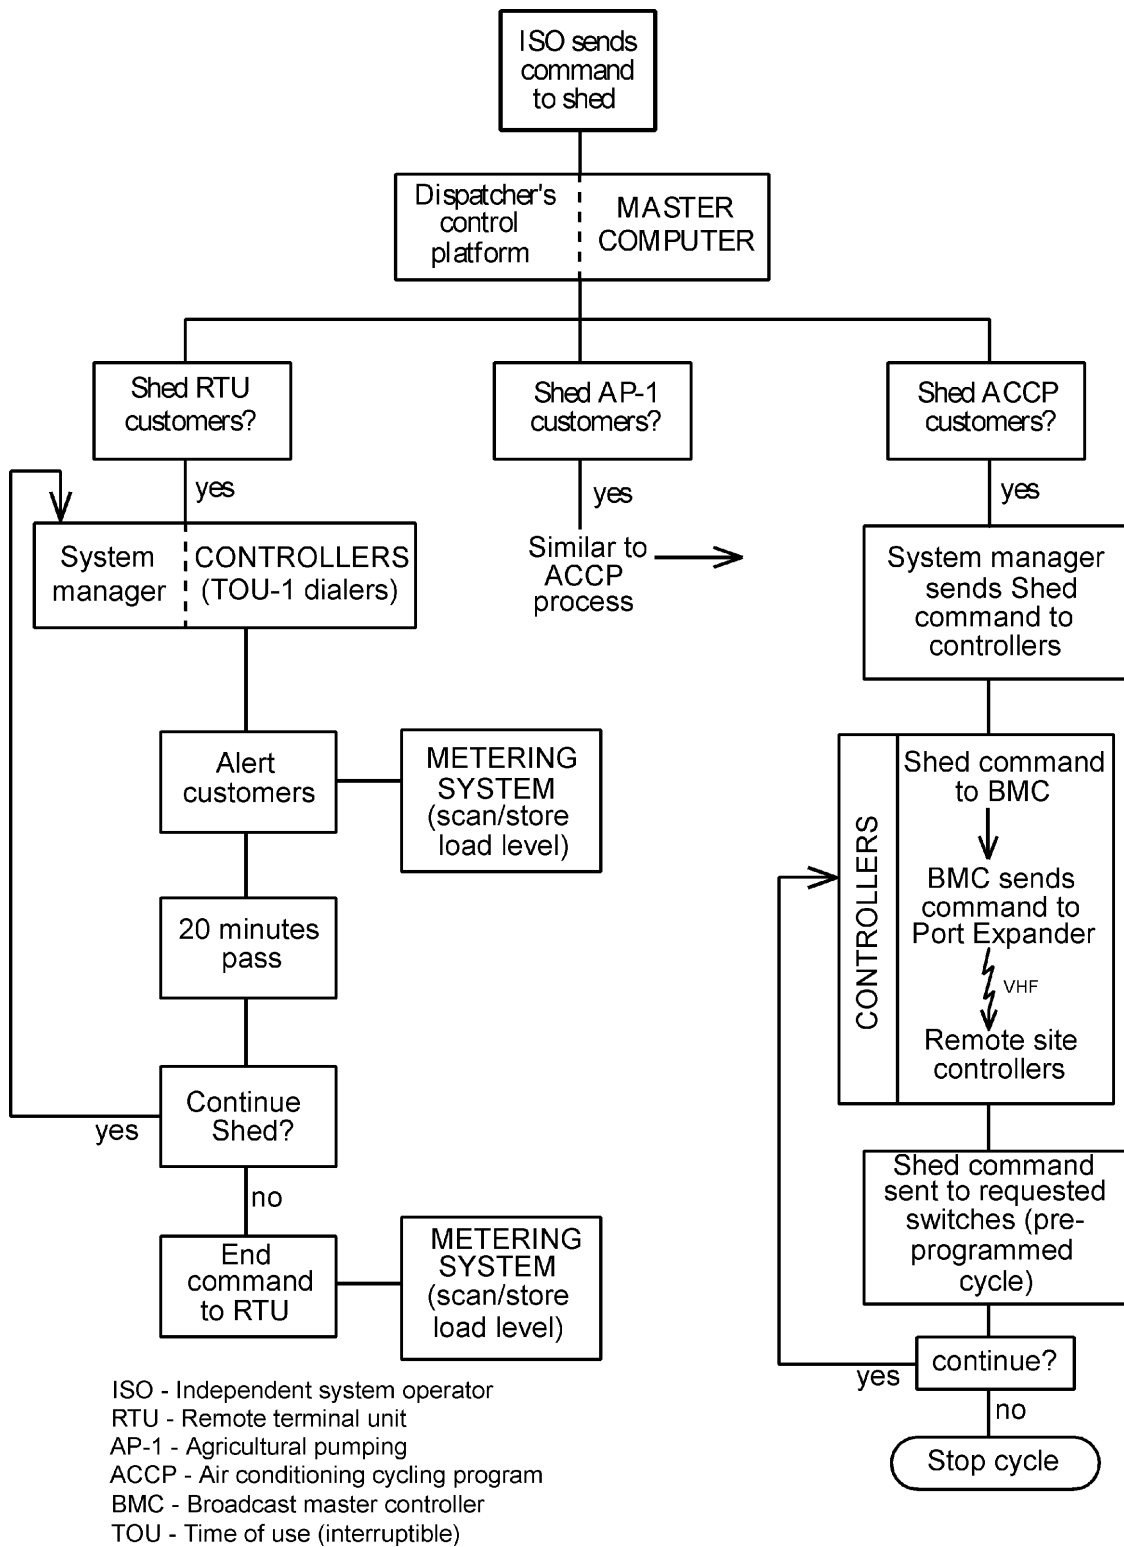 ISO sends
command
to shed
Dispatcher's
control
platform
MASTER
COMPUTER
Shed RTU
customers?
Shed AP-1
customers?
Shed ACCP
customers?
yes
yes
yes
System
manager
CONTROLLERS
(TOU-1 dialers)
Similar to
ACCP
process
System manager
sends Shed
command to
controllers
Alert
customers
METERING
SYSTEM
(scan/store
load level)
CONTROLLERS
Shed command
to BMC
BMC sends
command to
Port Expander
VHF
Remote site
controllers
20 minutes
pass
Continue
Shed?
yes
no
End
command
to RTU
METERING
SYSTEM
(scan/store
load level)
Shed command
sent to requested
switches (pre-
programmed
cycle)
continue?
yes
no
Stop cycle
ISO - Independent system operator
RTU - Remote terminal unit
AP-1 - Agricultural pumping
ACCP - Air conditioning cycling program
BMC - Broadcast master controller
TOU - Time of use (interruptible)